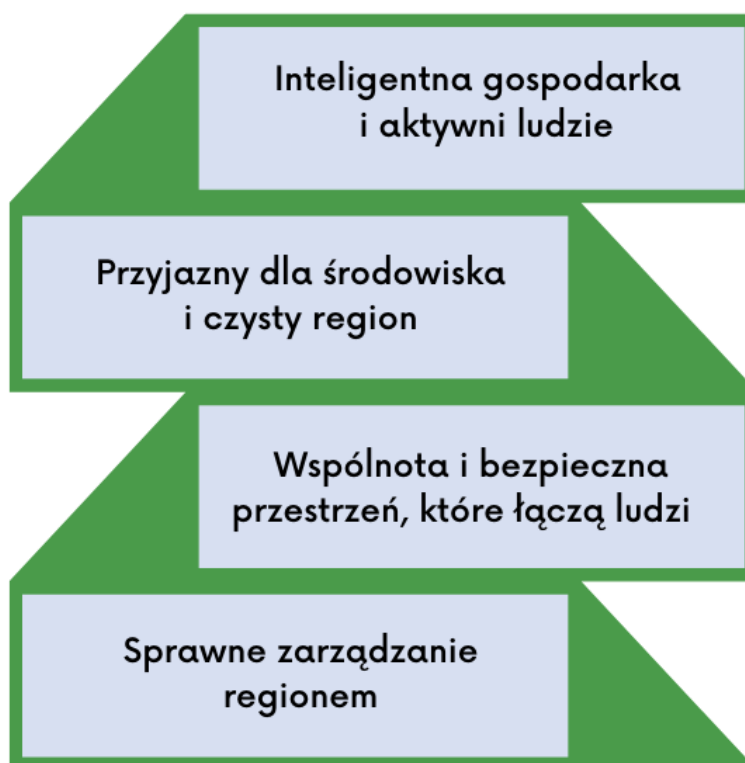 Inteligentna gospodarka
i aktywni ludzie
Przyjazny dla środowiska
i czysty region
Wspólnota i bezpieczna
przestrzeń, które łączą ludzi
Sprawne zarządzanie
regionem